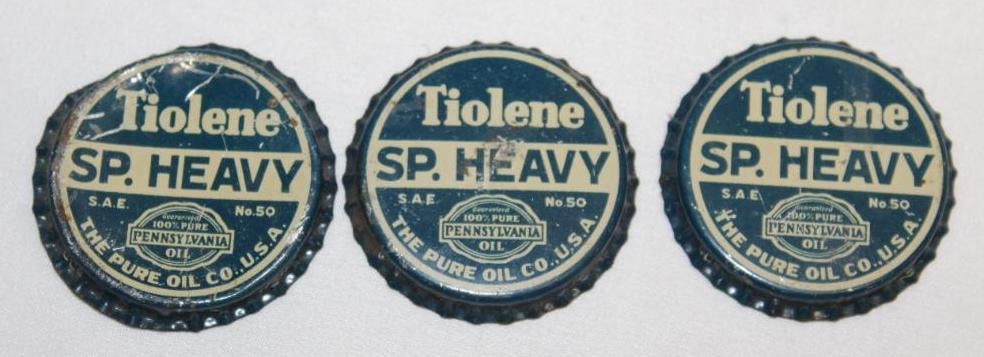 Tiolene
SP. HEAVY
S.A.E. No.50
Guaranteed
100% PURE
PENNSYLVANIA
OIL
THE PURE OIL CO., U.S.A.
Tiolene
SP. HEAVY
S.A.E. No.50
Guaranteed
100% PURE
PENNSYLVANIA
OIL
THE PURE OIL CO., U.S.A.
Tiolene
SP. HEAVY
S.A.E. No.50
Guaranteed
100% PURE
PENNSYLVANIA
OIL
THE PURE OIL CO., U.S.A.